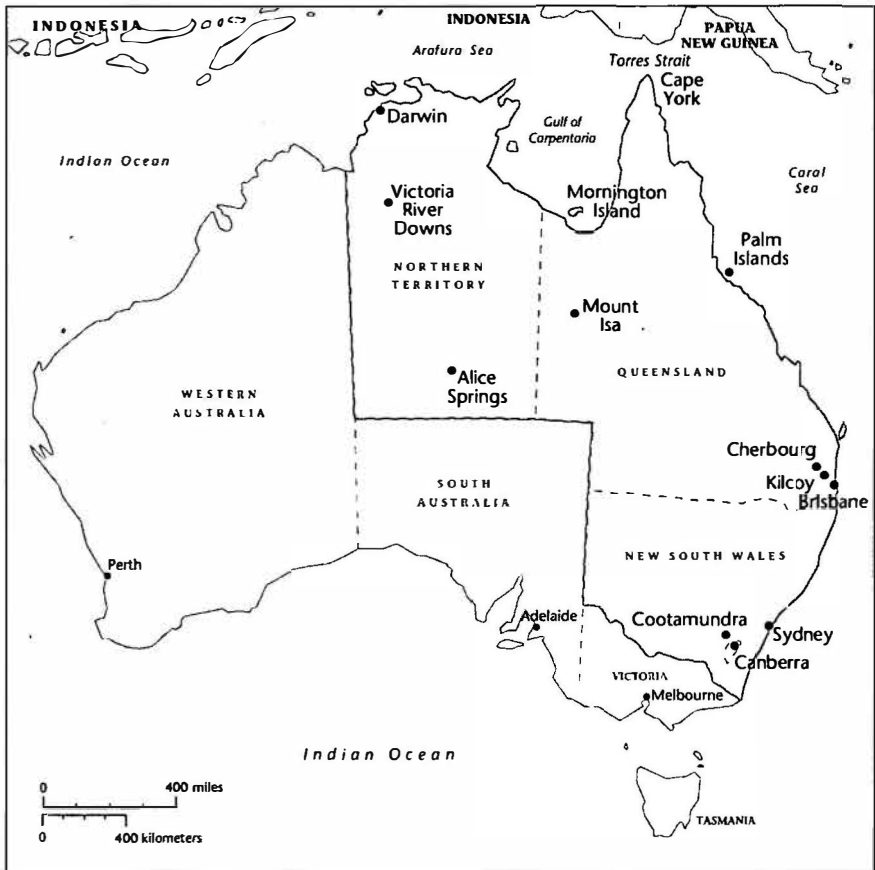 INDONESIA
INDONESIA
PAPUA
NEW GUINEA
Arafura Sea
Torres Strait
Cape
York
Darwin
Gulf of
Carpentaria
Indian Ocean
Caral
Sea
Victoria
River
Downs
Mornington
Island
Palm
Islands
NORTHERN
TERRITORY
Mount
Isa
Alice
Springs
QUEENSLAND
WESTERN
AUSTRALIA
Cherbourg
Kilcoy
Brisbane
SOUTH
AUSTRALIA
NEW SOUTH WALES
Perth
Adelaide
Cootamundra
Sydney
Canberra
VICTORIA
Melbourne
Indian Ocean
0 400 miles
0 400 kilometers
TASMANIA